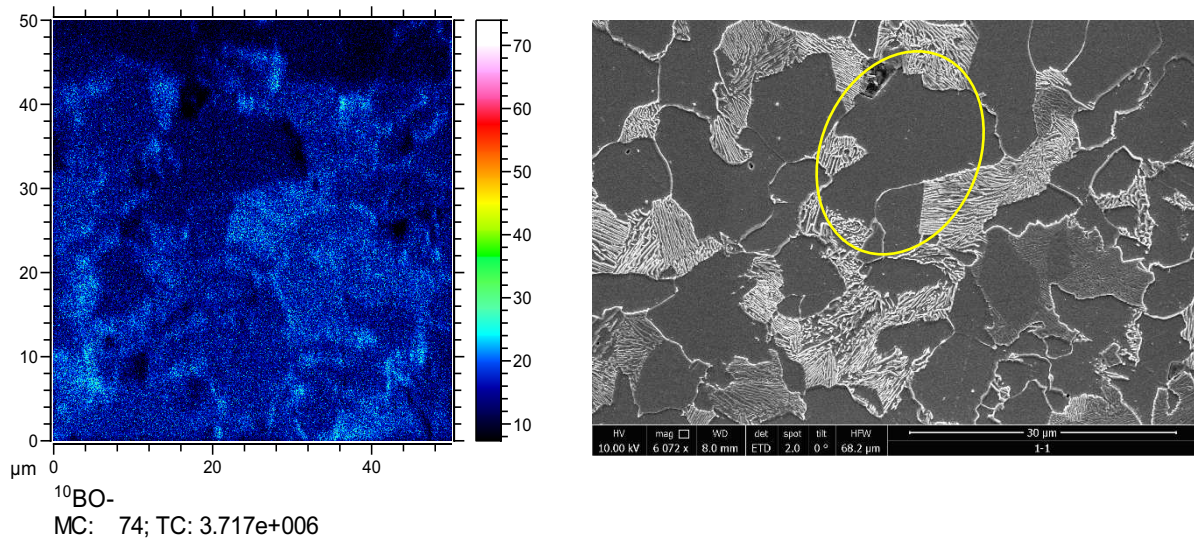 50
40
30
20
10
0
µm
0
20
40
70
60
50
40
30
20
10
10BO-
MC: 74; TC: 3.717e+006
HV mag WD det spot tilt HFW
10.00 kV 6 072 x 8.0 mm ETD 2.0 0 ° 68.2 µm
30 µm
1-1